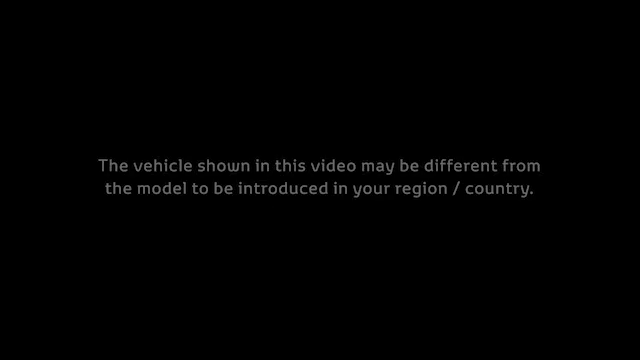 The vehicle shown in this video may be different from
the model to be introduced in your region / country.